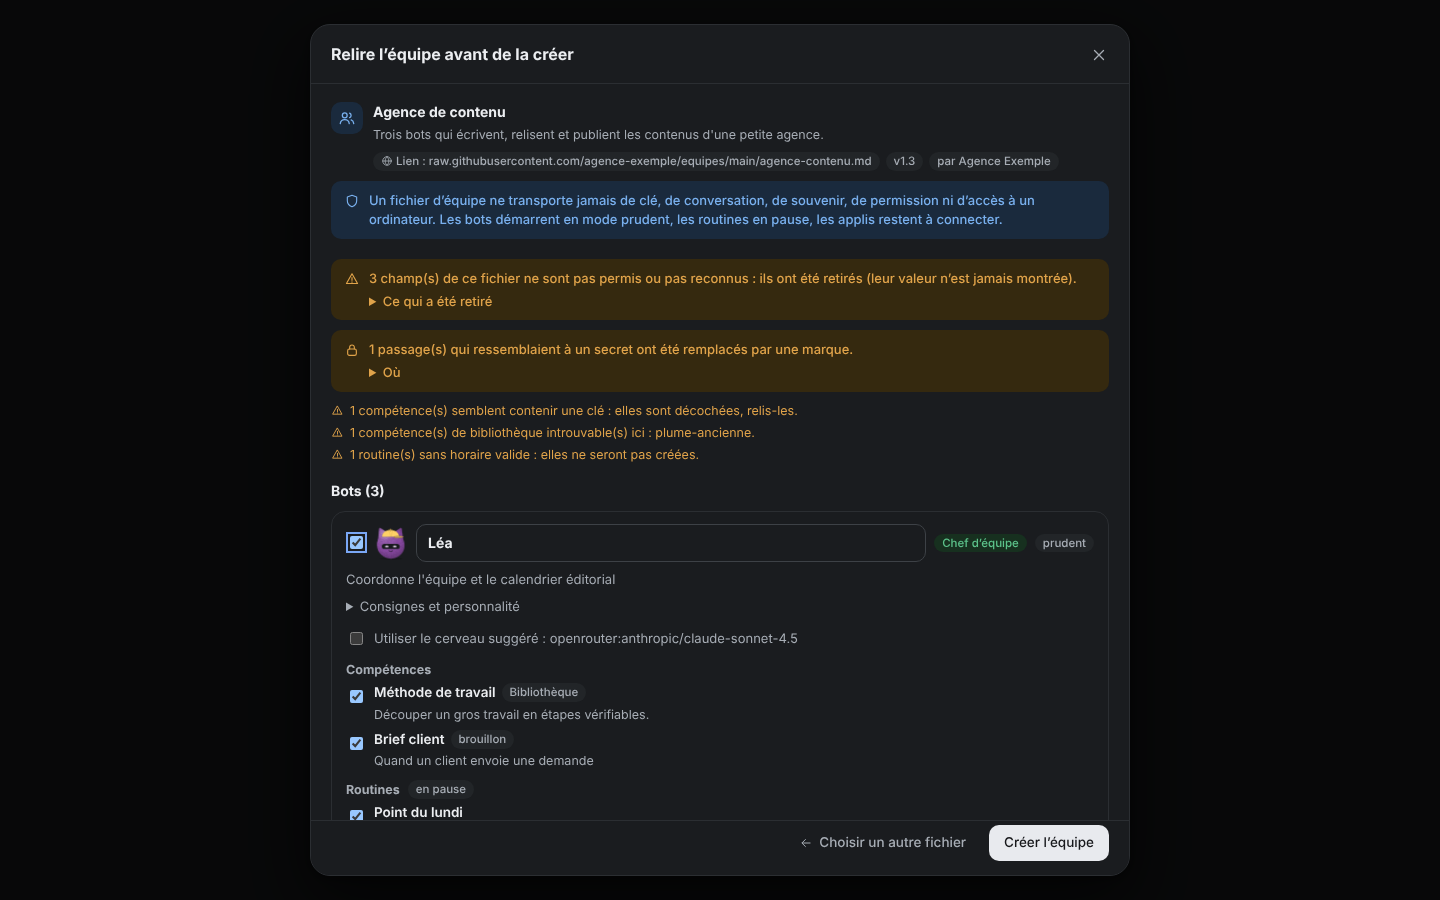 Relire l’équipe avant de la créer
Agence de contenu
Trois bots qui écrivent, relisent et publient les contenus d'une petite agence.
Lien : raw.githubusercontent.com/agence-exemple/equipes/main/agence-contenu.md v1.3 par Agence Exemple
Un fichier d’équipe ne transporte jamais de clé, de conversation, de souvenir, de permission ni d’accès à un
ordinateur. Les bots démarrent en mode prudent, les routines en pause, les applis restent à connecter.
3 champ(s) de ce fichier ne sont pas permis ou pas reconnus : ils ont été retirés (leur valeur n’est jamais montrée).
Ce qui a été retiré
1 passage(s) qui ressemblaient à un secret ont été remplacés par une marque.
Où
1 compétence(s) semblent contenir une clé : elles sont décochées, relis-les.
1 compétence(s) de bibliothèque introuvable(s) ici : plume-ancienne.
1 routine(s) sans horaire valide : elles ne seront pas créées.
Bots (3)
Léa Chef d’équipe prudent
Coordonne l'équipe et le calendrier éditorial
Consignes et personnalité
Utiliser le cerveau suggéré : openrouter:anthropic/claude-sonnet-4.5
Compétences
Méthode de travail Bibliothèque
Découper un gros travail en étapes vérifiables.
Brief client brouillon
Quand un client envoie une demande
Routines en pause
Point du lundi
← Choisir un autre fichier Créer l’équipe